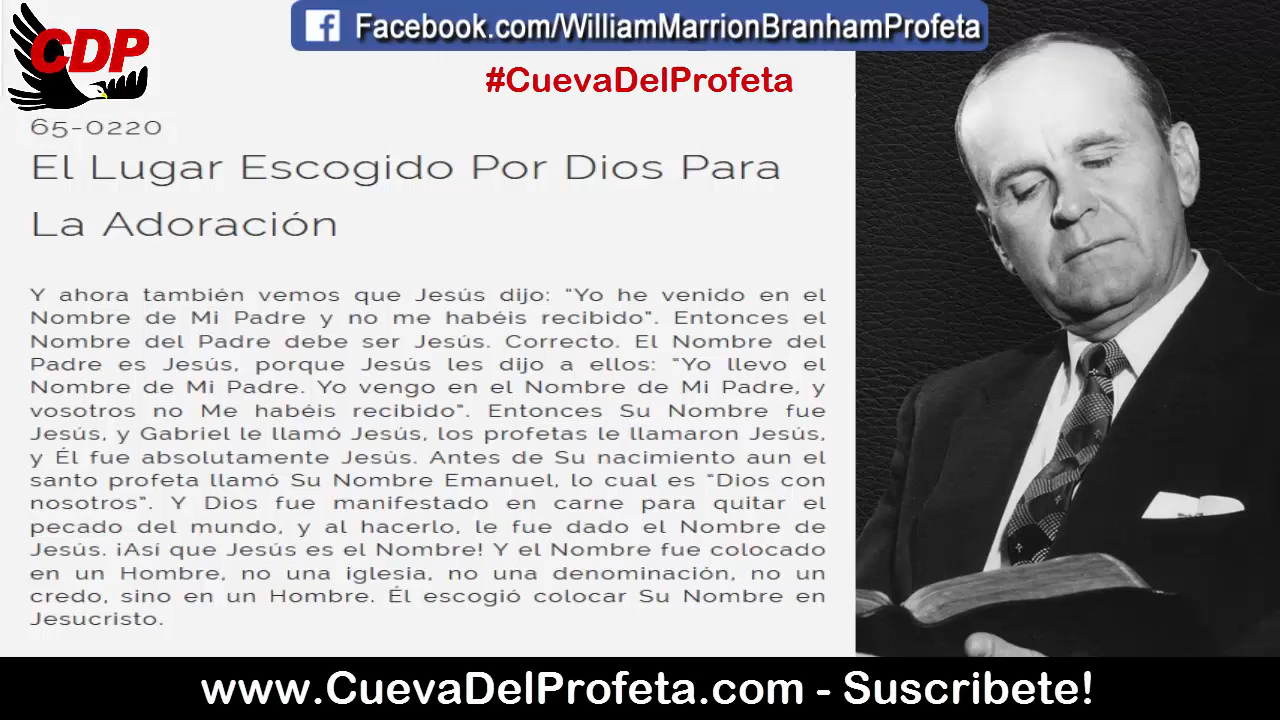 Facebook.com/WilliamMarrionBranhamProfeta
CDP
#CuevaDelProfeta
65-0220
El Lugar Escogido Por Dios Para
La Adoración
Y ahora también vemos que Jesús dijo: "Yo he venido en el
Nombre de Mi Padre y no me habéis recibido". Entonces el
Nombre del Padre debe ser Jesús. Correcto. El Nombre del
Padre es Jesús, porque Jesús les dijo a ellos: "Yo llevo el
Nombre de Mi Padre. Yo vengo en el Nombre de Mi Padre, y
vosotros no Me habéis recibido". Entonces Su Nombre fue
Jesús, y Gabriel le llamó Jesús, los profetas le llamaron Jesús,
y Él fue absolutamente Jesús. Antes de Su nacimiento aun el
santo profeta llamó Su Nombre Emanuel, lo cual es "Dios con
nosotros". Y Dios fue manifestado en carne para quitar el
pecado del mundo, y al hacerlo, le fue dado el Nombre de
Jesús. ¡Así que Jesús es el Nombre! Y el Nombre fue colocado
en un Hombre, no una iglesia, no una denominación, no un
credo, sino en un Hombre. Él escogió colocar Su Nombre en
Jesucristo.
www.CuevaDelProfeta.com - Suscribete!